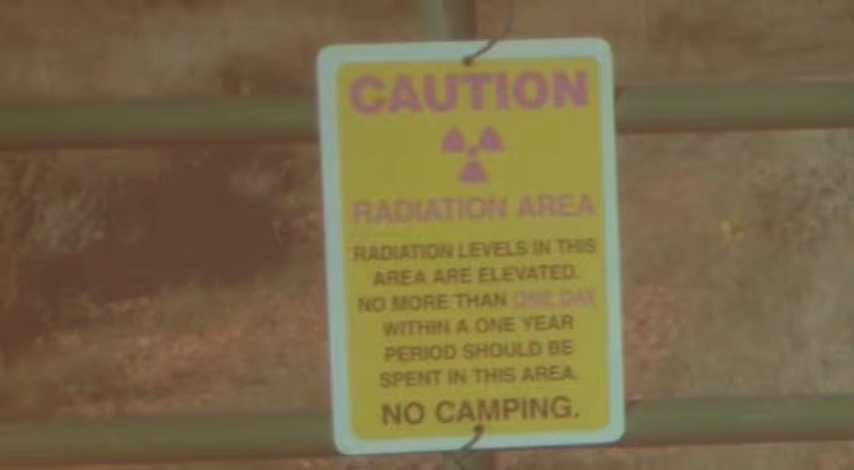 CAUTION
RADIATION AREA
RADIATION LEVELS IN THIS
AREA ARE ELEVATED.
NO MORE THAN ONE DAY
WITHIN A ONE YEAR
PERIOD SHOULD BE
SPENT IN THIS AREA.
NO CAMPING.